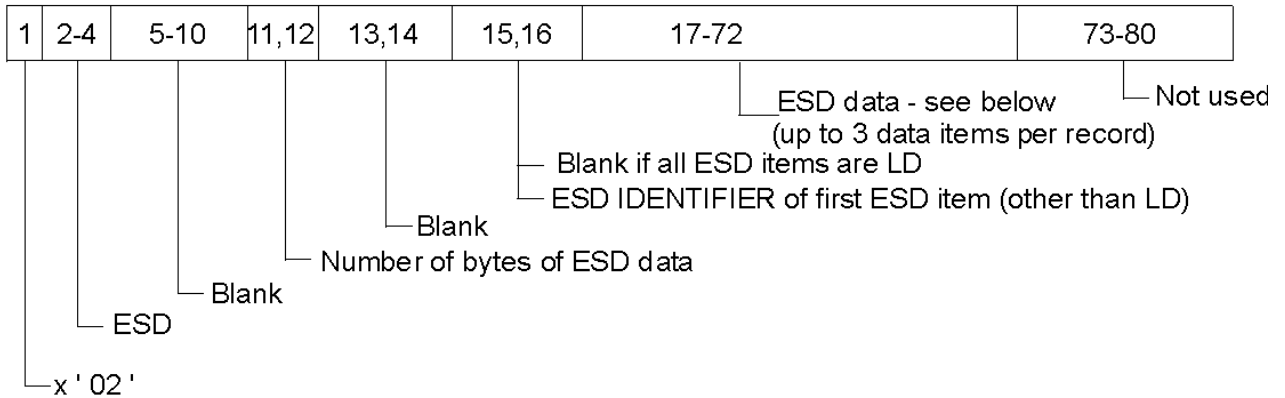 1 2-4 5-10 11,12 13,14 15,16 17-72 73-80
ESD data - see below
(up to 3 data items per record)
Not used
Blank if all ESD items are LD
ESD IDENTIFIER of first ESD item (other than LD)
Blank
Number of bytes of ESD data
Blank
ESD
x ' 02 '